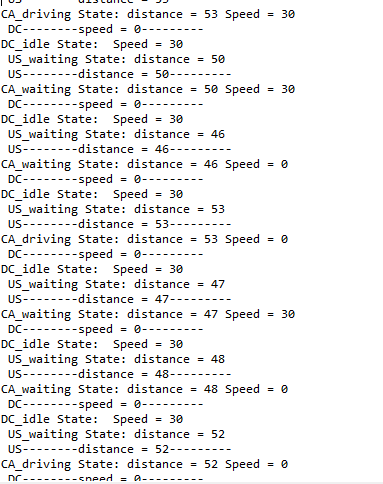 US--------distance = 53---------
CA_driving State: distance = 53 Speed = 30
 DC--------speed = 0---------
DC_idle State:  Speed = 30
 US_waiting State: distance = 50
 US--------distance = 50---------
CA_waiting State: distance = 50 Speed = 30
 DC--------speed = 0---------
DC_idle State:  Speed = 30
 US_waiting State: distance = 46
 US--------distance = 46---------
CA_waiting State: distance = 46 Speed = 0
 DC--------speed = 0---------
DC_idle State:  Speed = 30
 US_waiting State: distance = 53
 US--------distance = 53---------
CA_driving State: distance = 53 Speed = 0
 DC--------speed = 0---------
DC_idle State:  Speed = 30
 US_waiting State: distance = 47
 US--------distance = 47---------
CA_waiting State: distance = 47 Speed = 30
 DC--------speed = 0---------
DC_idle State:  Speed = 30
 US_waiting State: distance = 48
 US--------distance = 48---------
CA_waiting State: distance = 48 Speed = 0
 DC--------speed = 0---------
DC_idle State:  Speed = 30
 US_waiting State: distance = 52
 US--------distance = 52---------
CA_driving State: distance = 52 Speed = 0
 DC--------speed = 0---------